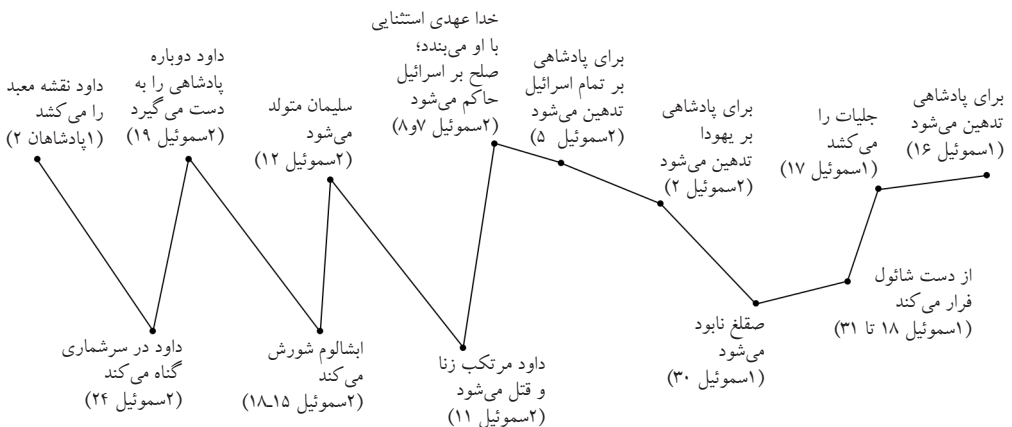 برای پادشاهی
تدهین می‌شود
(۱سموئیل ۱۶)
جلیات را
می‌کشد
(۱سموئیل ۱۷)
از دست شائول
فرار می‌کند
(۱سموئیل ۱۸ تا ۳۱)
صقلغ نابود
می‌شود
(۱سموئیل ۳۰)
برای پادشاهی
بر یهودا
تدهین می‌شود
(۲سموئیل ۲)
برای پادشاهی
بر تمام اسرائیل
تدهین می‌شود
(۲سموئیل ۵)
خدا عهدی استثنایی
با او می‌بندد؛
صلح بر اسرائیل
حاکم می‌شود
(۲سموئیل ۷و۸)
داود مرتکب زنا
و قتل می‌شود
(۲سموئیل ۱۱)
سلیمان متولد
می‌شود
(۲سموئیل ۱۲)
ابشالوم شورش
می‌کند
(۲سموئیل ۱۵ـ۱۸)
داود دوباره
پادشاهی را به
دست می‌گیرد
(۲سموئیل ۱۹)
داود در سرشماری
گناه می‌کند
(۲سموئیل ۲۴)
داود نقشه معبد
را می‌کشد
(۱پادشاهان ۲)